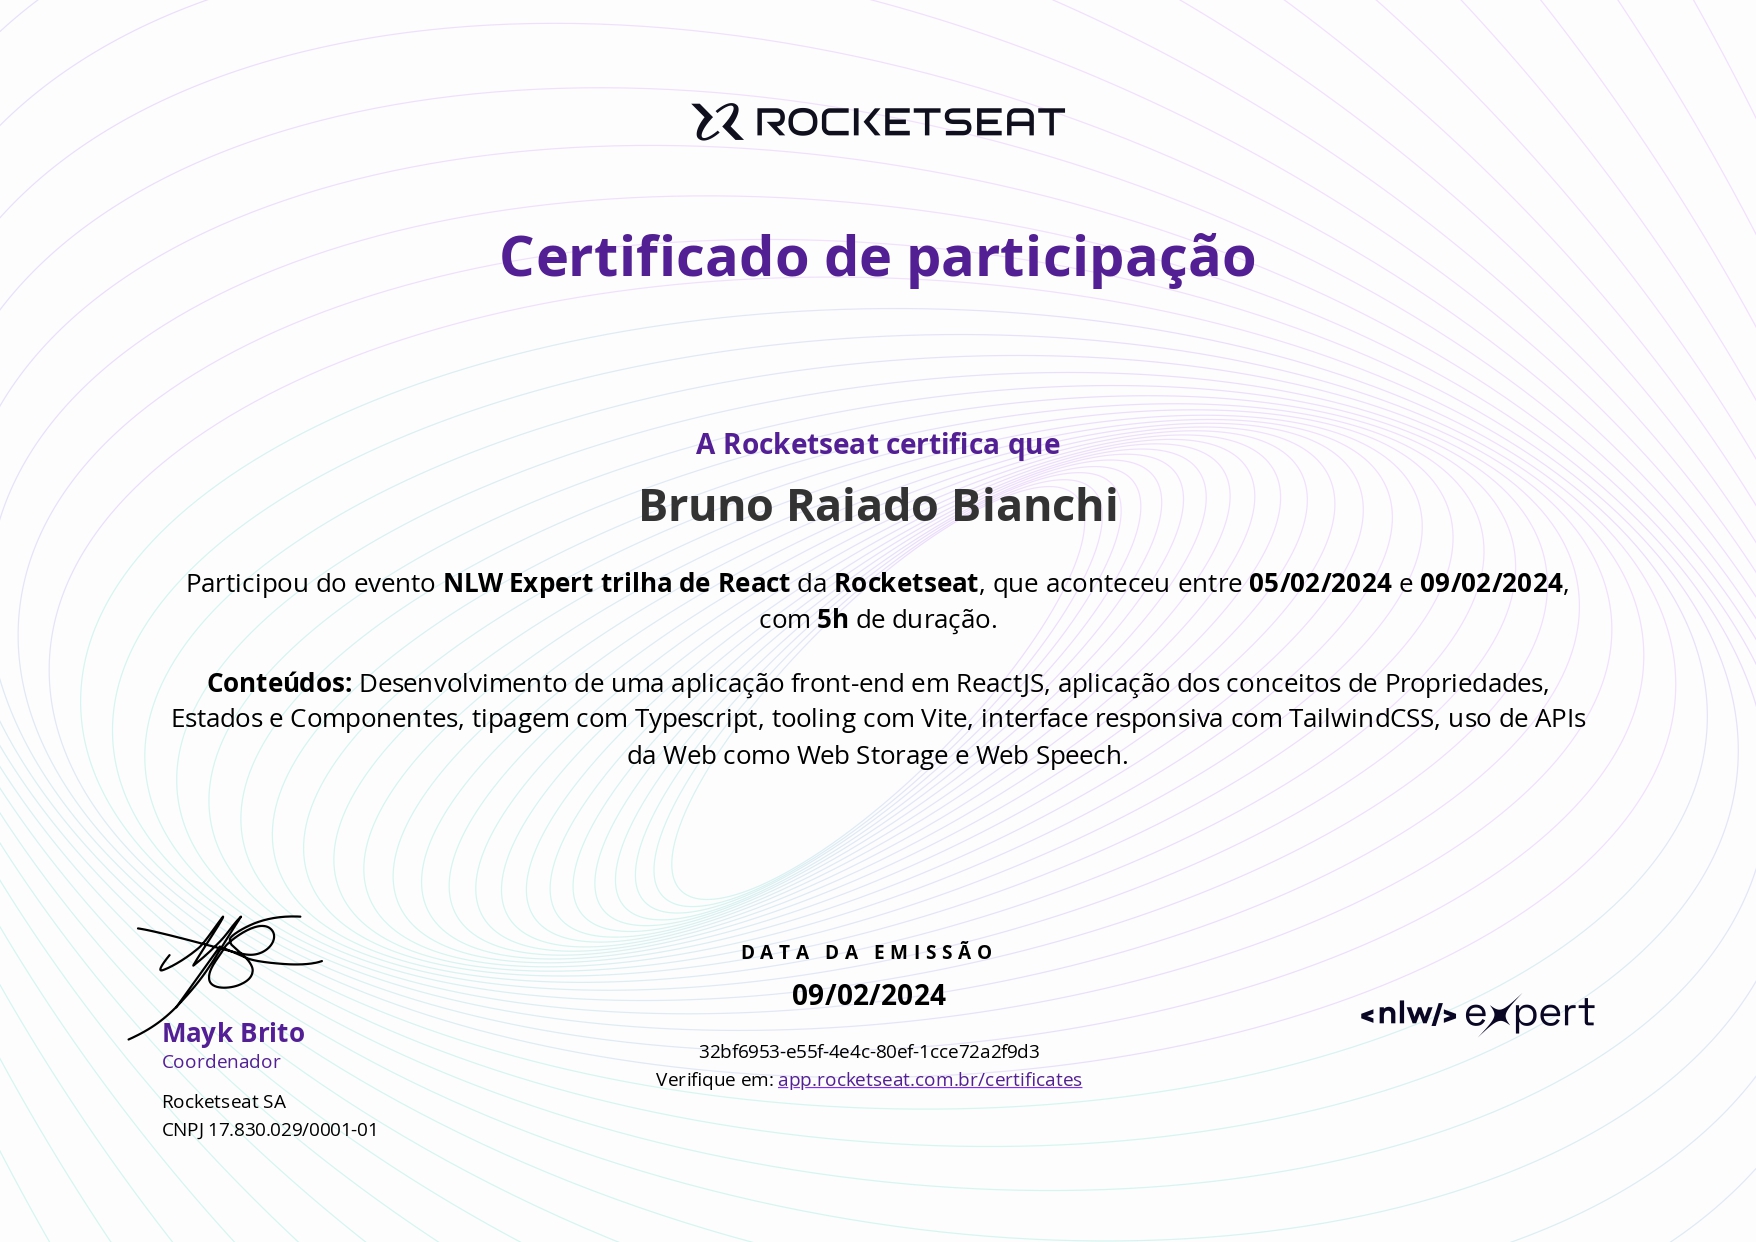 ROCKETSEAT
Certificado de participação
A Rocketseat certifica que
Bruno Raiado Bianchi
Participou do evento NLW Expert trilha de React da Rocketseat, que aconteceu entre 05/02/2024 e 09/02/2024,
com 5h de duração.
Conteúdos: Desenvolvimento de uma aplicação front-end em ReactJS, aplicação dos conceitos de Propriedades,
Estados e Componentes, tipagem com Typescript, tooling com Vite, interface responsiva com TailwindCSS, uso de APIs
da Web como Web Storage e Web Speech.
Mayk Brito
Coordenador
Rocketseat SA
CNPJ 17.830.029/0001-01
DATA DA EMISSÃO
09/02/2024
32bf6953-e55f-4e4c-80ef-1cce72a2f9d3
Verifique em: app.rocketseat.com.br/certificates
<nlw/> expert